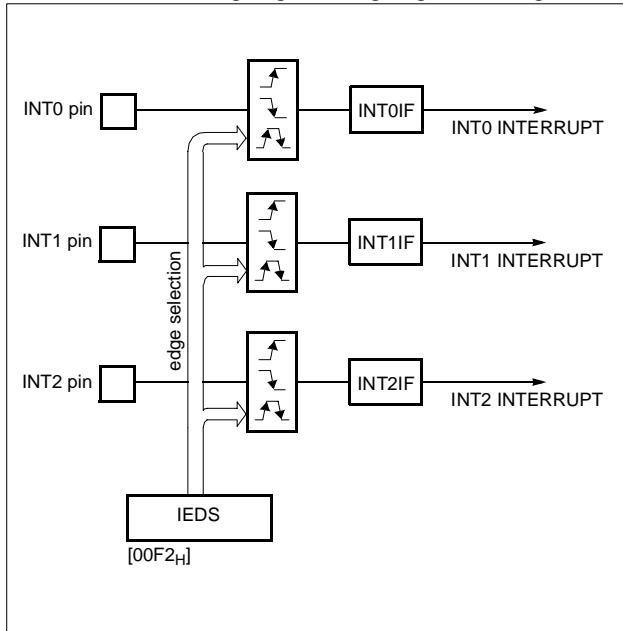 INT0 pin
INT0IF
INT0 INTERRUPT
INT1 pin
INT1IF
INT1 INTERRUPT
edge selection
INT2 pin
INT2IF
INT2 INTERRUPT
IEDS
[00F2H]